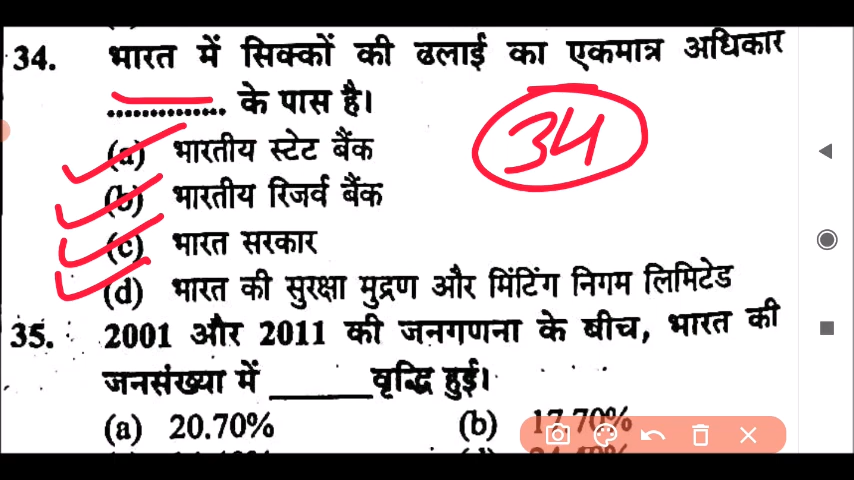 34. भारत में सिक्कों की ढलाई का एकमात्र अधिकार
.............. के पास है।
34
(a) भारतीय स्टेट बैंक
(b) भारतीय रिजर्व बैंक
(c) भारत सरकार
(d) भारत की सुरक्षा मुद्रण और मिंटिंग निगम लिमिटेड
35. 2001 और 2011 की जनगणना के बीच, भारत की
जनसंख्या में ________ वृद्धि हुई।
(a) 20.70% (b) 17.70%